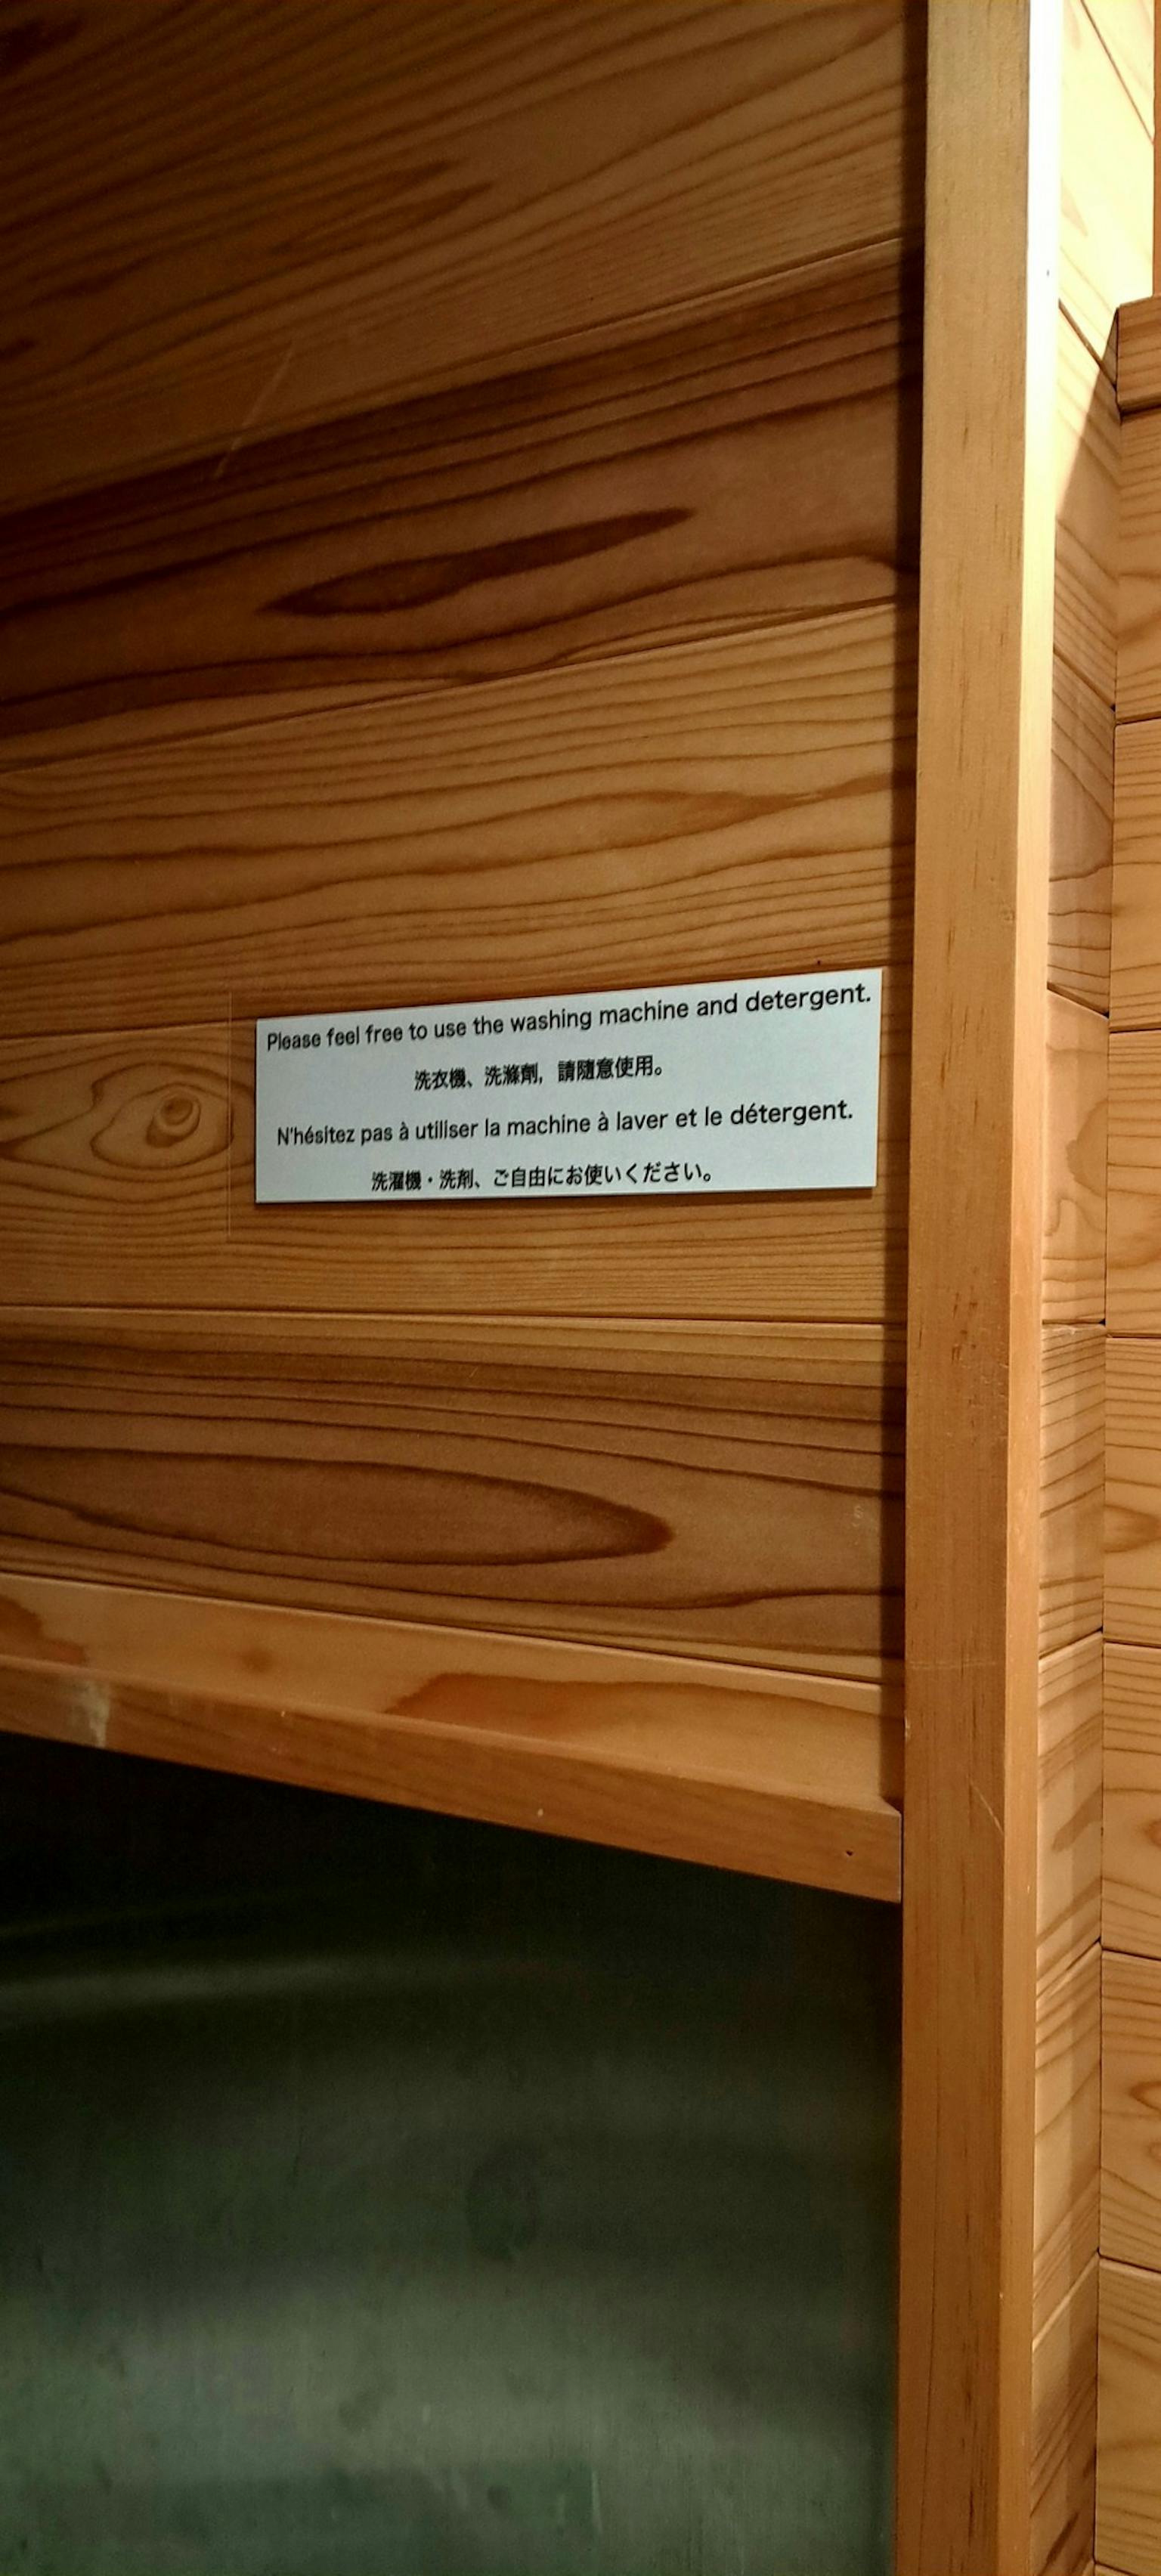 Please feel free to use the washing machine and detergent.
洗衣機、洗滌劑，請隨意使用。
N'hésitez pas à utiliser la machine à laver et le détergent.
洗濯機・洗剤、ご自由にお使いください。